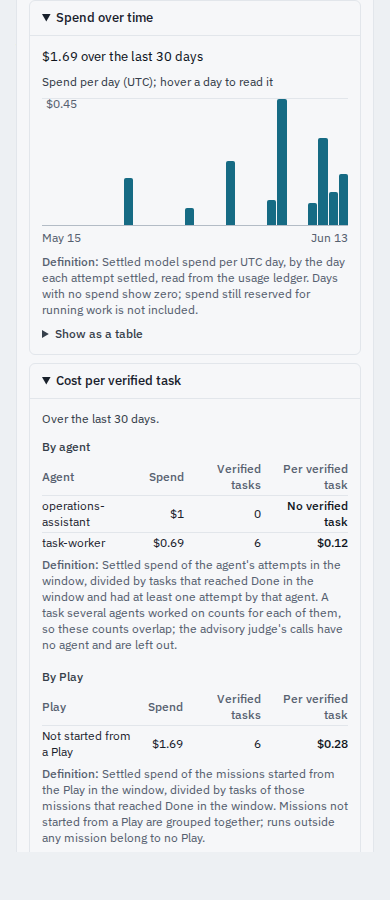 ▼ Spend over time
$1.69 over the last 30 days
Spend per day (UTC); hover a day to read it
$0.45
May 15 Jun 13
Definition: Settled model spend per UTC day, by the day
each attempt settled, read from the usage ledger. Days
with no spend show zero; spend still reserved for
running work is not included.
▶ Show as a table
▼ Cost per verified task
Over the last 30 days.
By agent
Agent Spend Verified tasks Per verified task
operations-assistant $1 0 No verified task
task-worker $0.69 6 $0.12
Definition: Settled spend of the agent's attempts in the
window, divided by tasks that reached Done in the
window and had at least one attempt by that agent. A
task several agents worked on counts for each of them,
so these counts overlap; the advisory judge's calls have
no agent and are left out.
By Play
Play Spend Verified tasks Per verified task
Not started from a Play $1.69 6 $0.28
Definition: Settled spend of the missions started from
the Play in the window, divided by tasks of those
missions that reached Done in the window. Missions not
started from a Play are grouped together; runs outside
any mission belong to no Play.